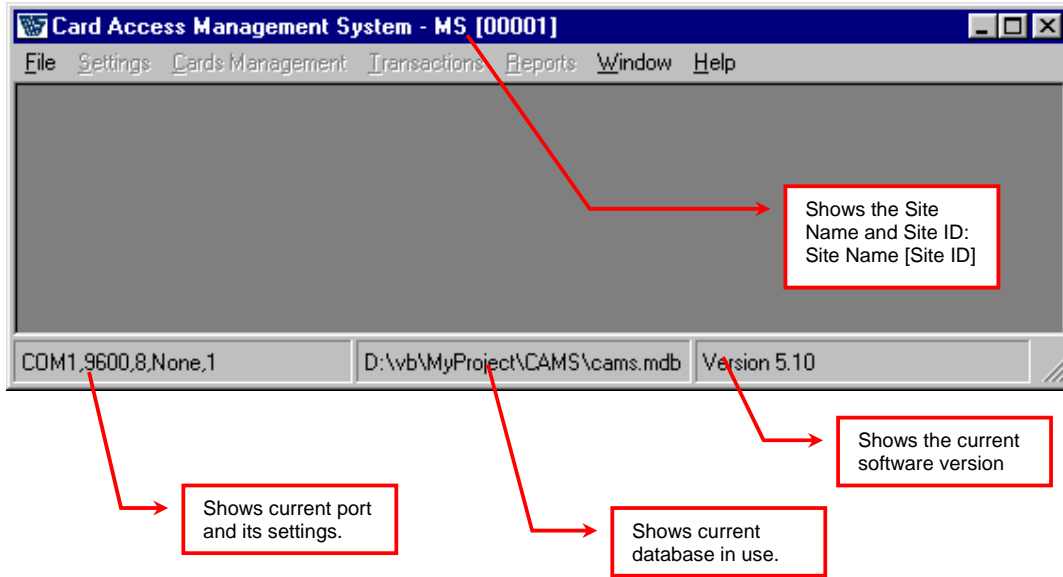 Card Access Management System - MS [00001]
File Settings Cards Management Transactions Reports Window Help
Shows the Site
Name and Site ID:
Site Name [Site ID]
COM1,9600,8,None,1 D:\vb\MyProject\CAMS\cams.mdb Version 5.10
Shows the current
software version
Shows current port
and its settings.
Shows current
database in use.